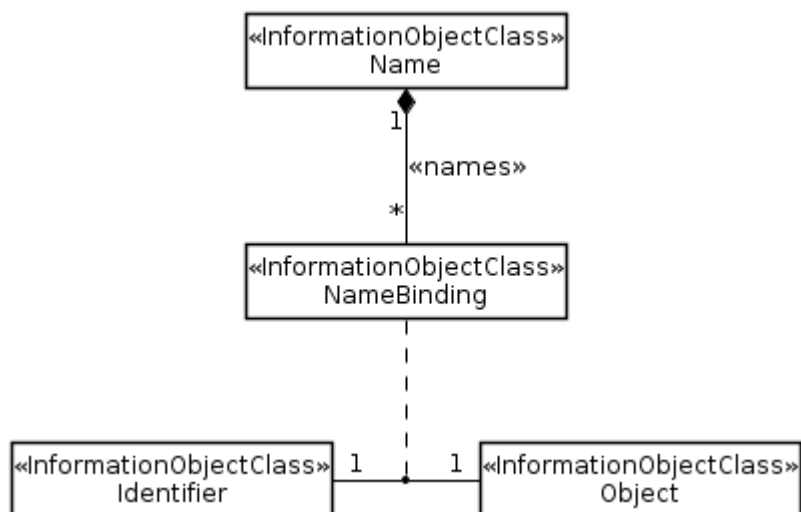 «InformationObjectClass»
Name
1
«names»
*
«InformationObjectClass»
NameBinding
«InformationObjectClass» 1 1 «InformationObjectClass»
Identifier Object